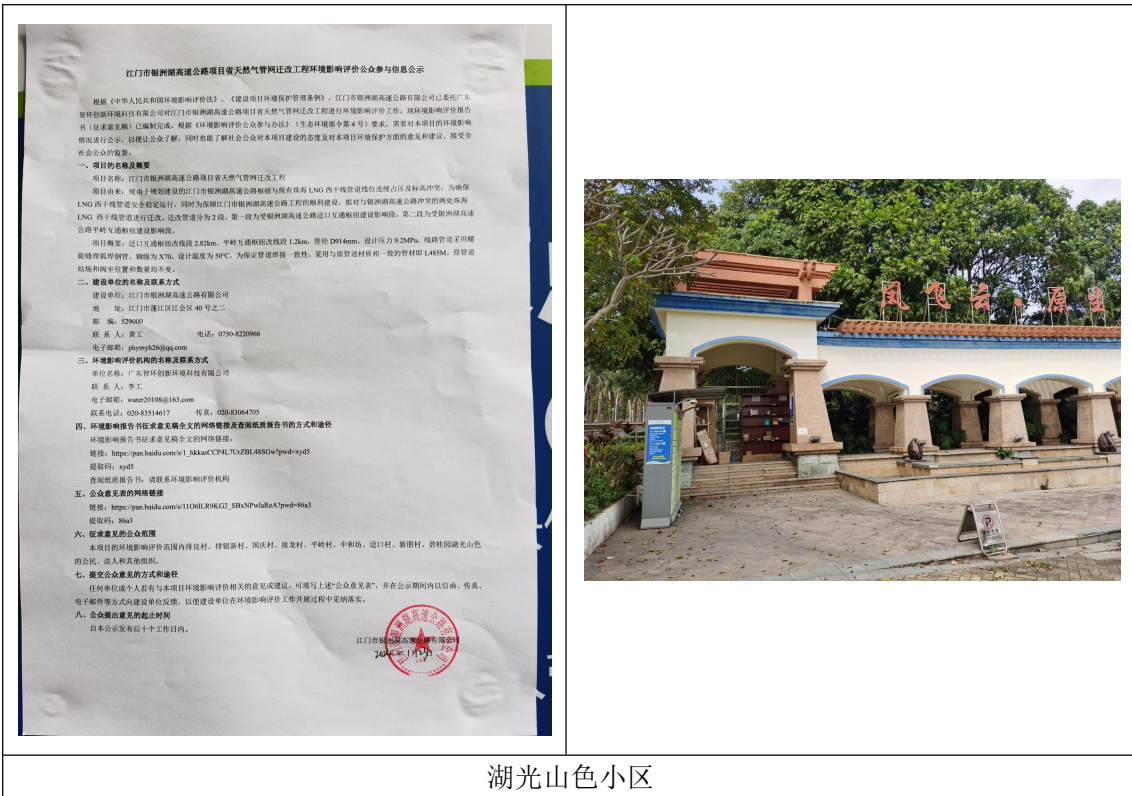 江门市银洲湖高速公路项目省天然气管网迁改工程环境影响评价公众参与信息公示
根据《中华人民共和国环境影响评价法》、《建设项目环境保护管理条例》，江门市银洲湖高速公路有限公司已委托广东
智环创新环境科技有限公司对江门市银洲湖高速公路项目省天然气管网迁改工程进行环境影响评价工作。现环境影响评价报告
书（征求意见稿）已编制完成。根据《环境影响评价公众参与办法》（生态环境部令第4号）要求，需要对本项目的环境影响
情况进行公示，以便让公众了解。同时也能了解社会公众对本项目建设的态度及对本项目环境保护方面的意见和建议，接受全
社会公众的监督。
一、项目的名称及概要
项目名称：江门市银洲湖高速公路项目省天然气管网迁改工程
项目由来：现由于规划建设的江门市银洲湖高速公路枢纽与现有珠海 LNG 西干线管道线位连续占压及标高冲突。为确保
LNG 西干线管道安全稳定运行，同时为保障江门市银洲湖高速公路工程的顺利建设，拟对与银洲湖高速公路冲突的两处珠海
LNG 西干线管道进行迁改。迁改管道分为2段，第一段为受银洲湖高速公路迳口互通枢纽建设影响段，第二段为受银洲湖高速
公路平岭互通枢纽建设影响段。
项目概要：迳口互通枢纽改线段 2.82km，平岭互通枢纽改线段 1.2km，管径 D914mm，设计压力 9.2MPa，线路管道采用螺
旋缝埋弧焊钢管，钢级为 X70，设计温度为 50℃。为保证管道焊接一致性，采用与原管道材质相一致的管材即 L485M。原管道
站场和阀室位置和数量均不变。
二、建设单位的名称及联系方式
建设单位：江门市银洲湖高速公路有限公司
地 址：江门市蓬江区江会区 40 号之二
邮 编：529000
联 系 人：黄工 电话：0750-8220966
电子邮箱：phymyh26@qq.com
三、环境影响评价机构的名称及联系方式
单位名称：广东智环创新环境科技有限公司
联 系 人：李工
电子邮箱：water20108@163.com
联系电话：020-83514617 传真：020-83064705
四、环境影响报告书征求意见稿全文的网络链接及查阅纸质报告书的方式和途径
环境影响报告书征求意见稿全文的网络链接：
链接：https://pan.baidu.com/s/1_hkkasCCP4L7UrZBL48SGw?pwd=xyd5
提取码：xyd5
查阅纸质报告书：请联系环境影响评价机构
五、公众意见表的网络链接
链接：https://pan.baidu.com/s/11O6lLR9KG2_SBxNPwlaReA?pwd=86a3
提取码：86a3
六、征求意见的公众范围
本项目的环境影响评价范围内排良村、排银新村、国庆村、接龙村、平岭村、中和坊、迳口村、新朋村、碧桂园湖光山色
的公民、法人和其他组织。
七、提交公众意见的方式和途径
任何单位或个人若有与本项目环境影响评价相关的意见或建议，可填写上述“公众意见表”，并在公示期间内以信函、传真、
电子邮件等方式向建设单位反馈，以便建设单位在环境影响评价工作开展过程中采纳落实。
八、公众提出意见的起止时间
自本公示发布后十个工作日内。
江门市银洲湖高速公路有限公司
凤飞云·原生
湖光山色小区